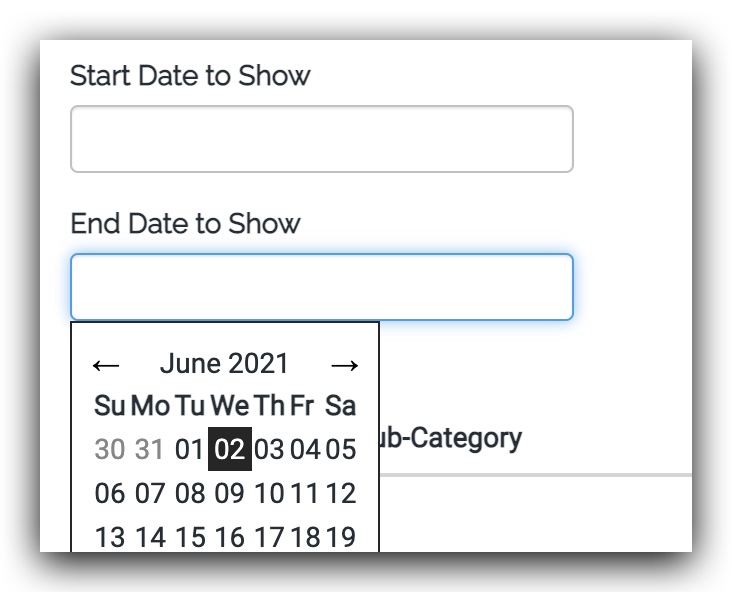 Start Date to Show
End Date to Show
← June 2021 →
Su Mo Tu We Th Fr Sa
30 31 01 02 03 04 05
ub-Category
06 07 08 09 10 11 12
13 14 15 16 17 18 19